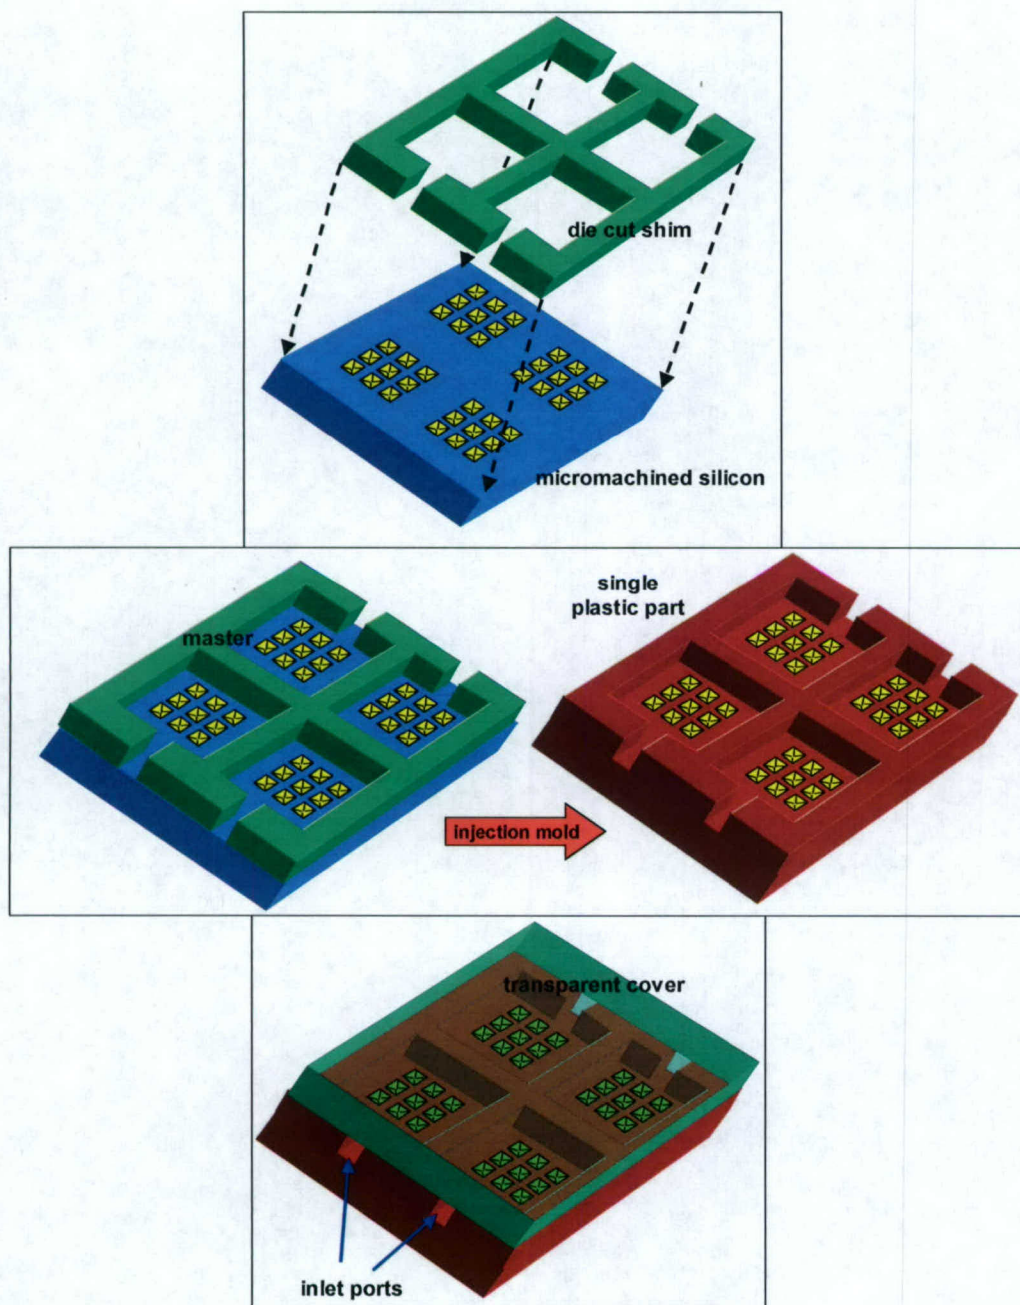 die cut shim
micromachined silicon
master
single
plastic part
injection mold
transparent cover
inlet ports